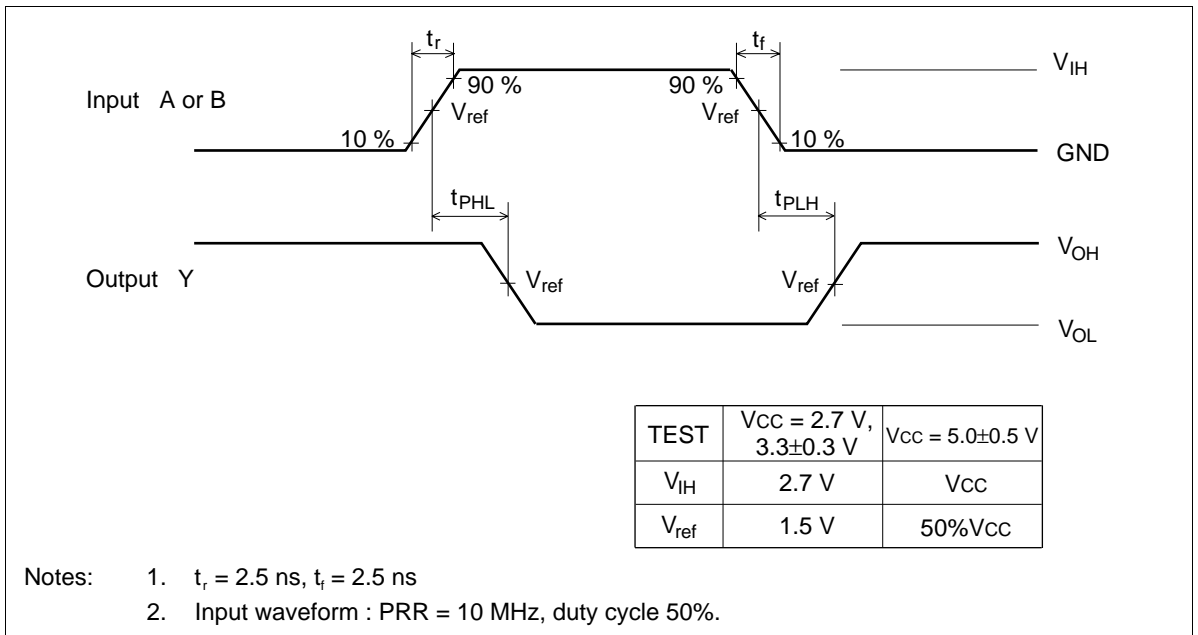 tr
tf
VIH
90 %
90 %
Input A or B
Vref
Vref
10 %
10 %
GND
tPHL
tPLH
VOH
Output Y
Vref
Vref
VOL
TEST VCC = 2.7 V, 3.3±0.3 V VCC = 5.0±0.5 V
VIH 2.7 V VCC
Vref 1.5 V 50%VCC
Notes: 1. tr = 2.5 ns, tf = 2.5 ns
2. Input waveform : PRR = 10 MHz, duty cycle 50%.